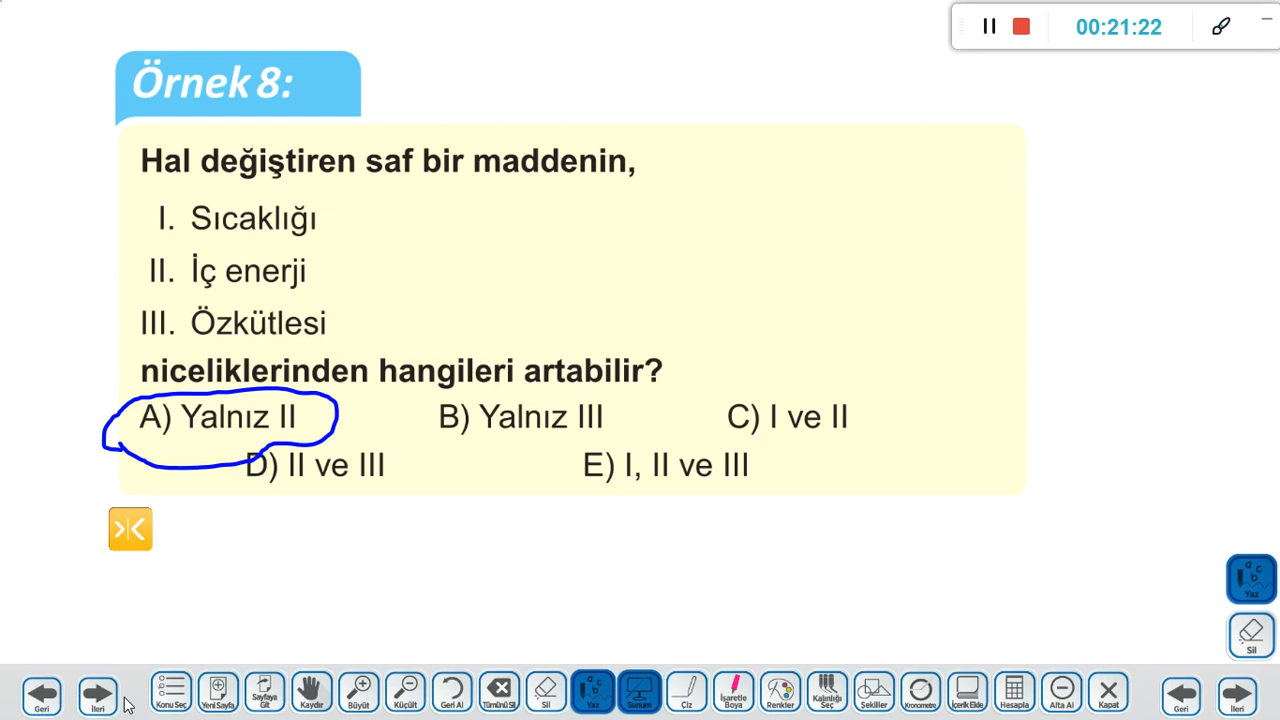 00:21:22
Örnek 8:
Hal değiştiren saf bir maddenin,
I. Sıcaklığı
II. İç enerji
III. Özkütlesi
niceliklerinden hangileri artabilir?
A) Yalnız II B) Yalnız III C) I ve II
D) II ve III E) I, II ve III
a b c
Yaz
Sil
Geri İleri Konu Seç Yeni Sayfa Sayfaya Git Kaydır Büyüt Küçült Geri Al Tümünü Sil Sil Yaz Sunum Çiz İşaretle Boya Renkler Kalınlığı Seç Şekiller Kronometre İçerik Ekle Hesapla Alta Al Kapat Geri İleri